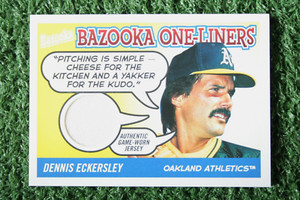 Bazooka
BAZOOKA ONE-LINERS
"PITCHING IS SIMPLE –
CHEESE FOR THE
KITCHEN AND A YAKKER
FOR THE KUDO."
A's
AUTHENTIC
GAME-WORN
JERSEY
DENNIS ECKERSLEY
OAKLAND ATHLETICS™